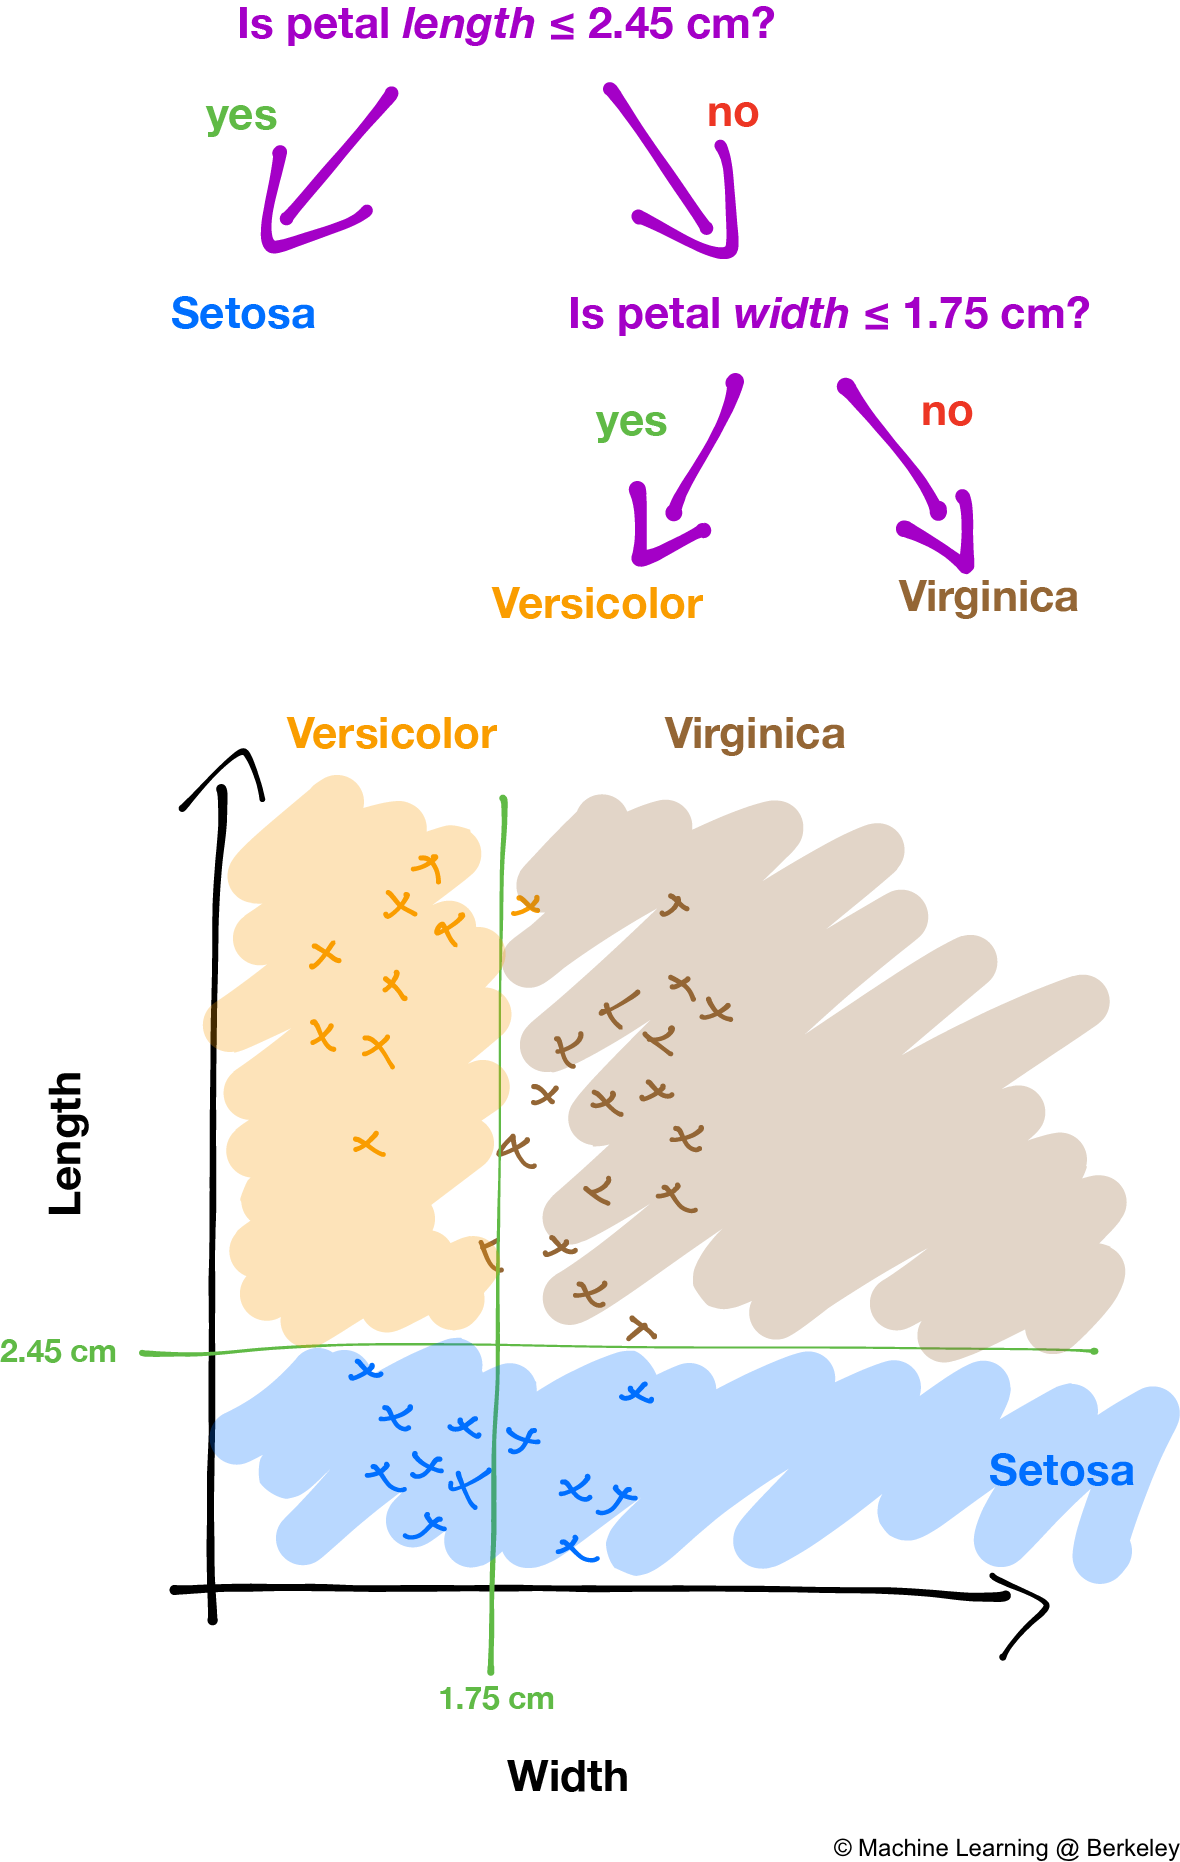 Is petal length ≤ 2.45 cm?
yes
no
Setosa
Is petal width ≤ 1.75 cm?
yes
no
Versicolor
Virginica
Versicolor
Virginica
Length
2.45 cm
Setosa
1.75 cm
Width
© Machine Learning @ Berkeley